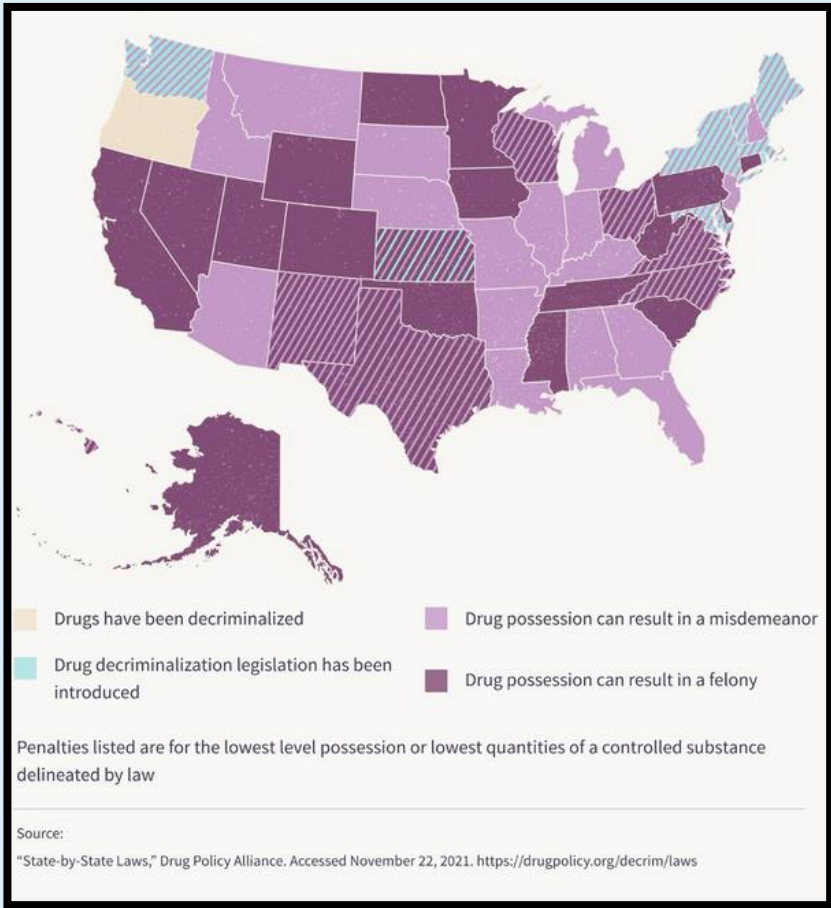 Drugs have been decriminalized
Drug possession can result in a misdemeanor
Drug decriminalization legislation has been
introduced
Drug possession can result in a felony
Penalties listed are for the lowest level possession or lowest quantities of a controlled substance
delineated by law
Source:
“State-by-State Laws,” Drug Policy Alliance. Accessed November 22, 2021. https://drugpolicy.org/decrim/laws